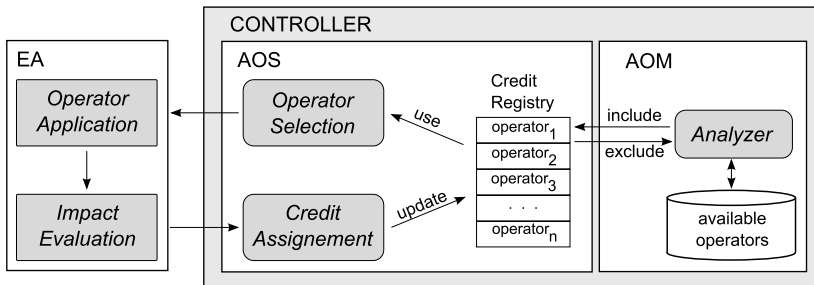 CONTROLLER
EA
Operator
Application
Impact
Evaluation
AOS
Operator
Selection
Credit
Assignement
use
update
Credit
Registry
operator1
operator2
operator3
. . .
operatorn
AOM
include
exclude
Analyzer
available
operators